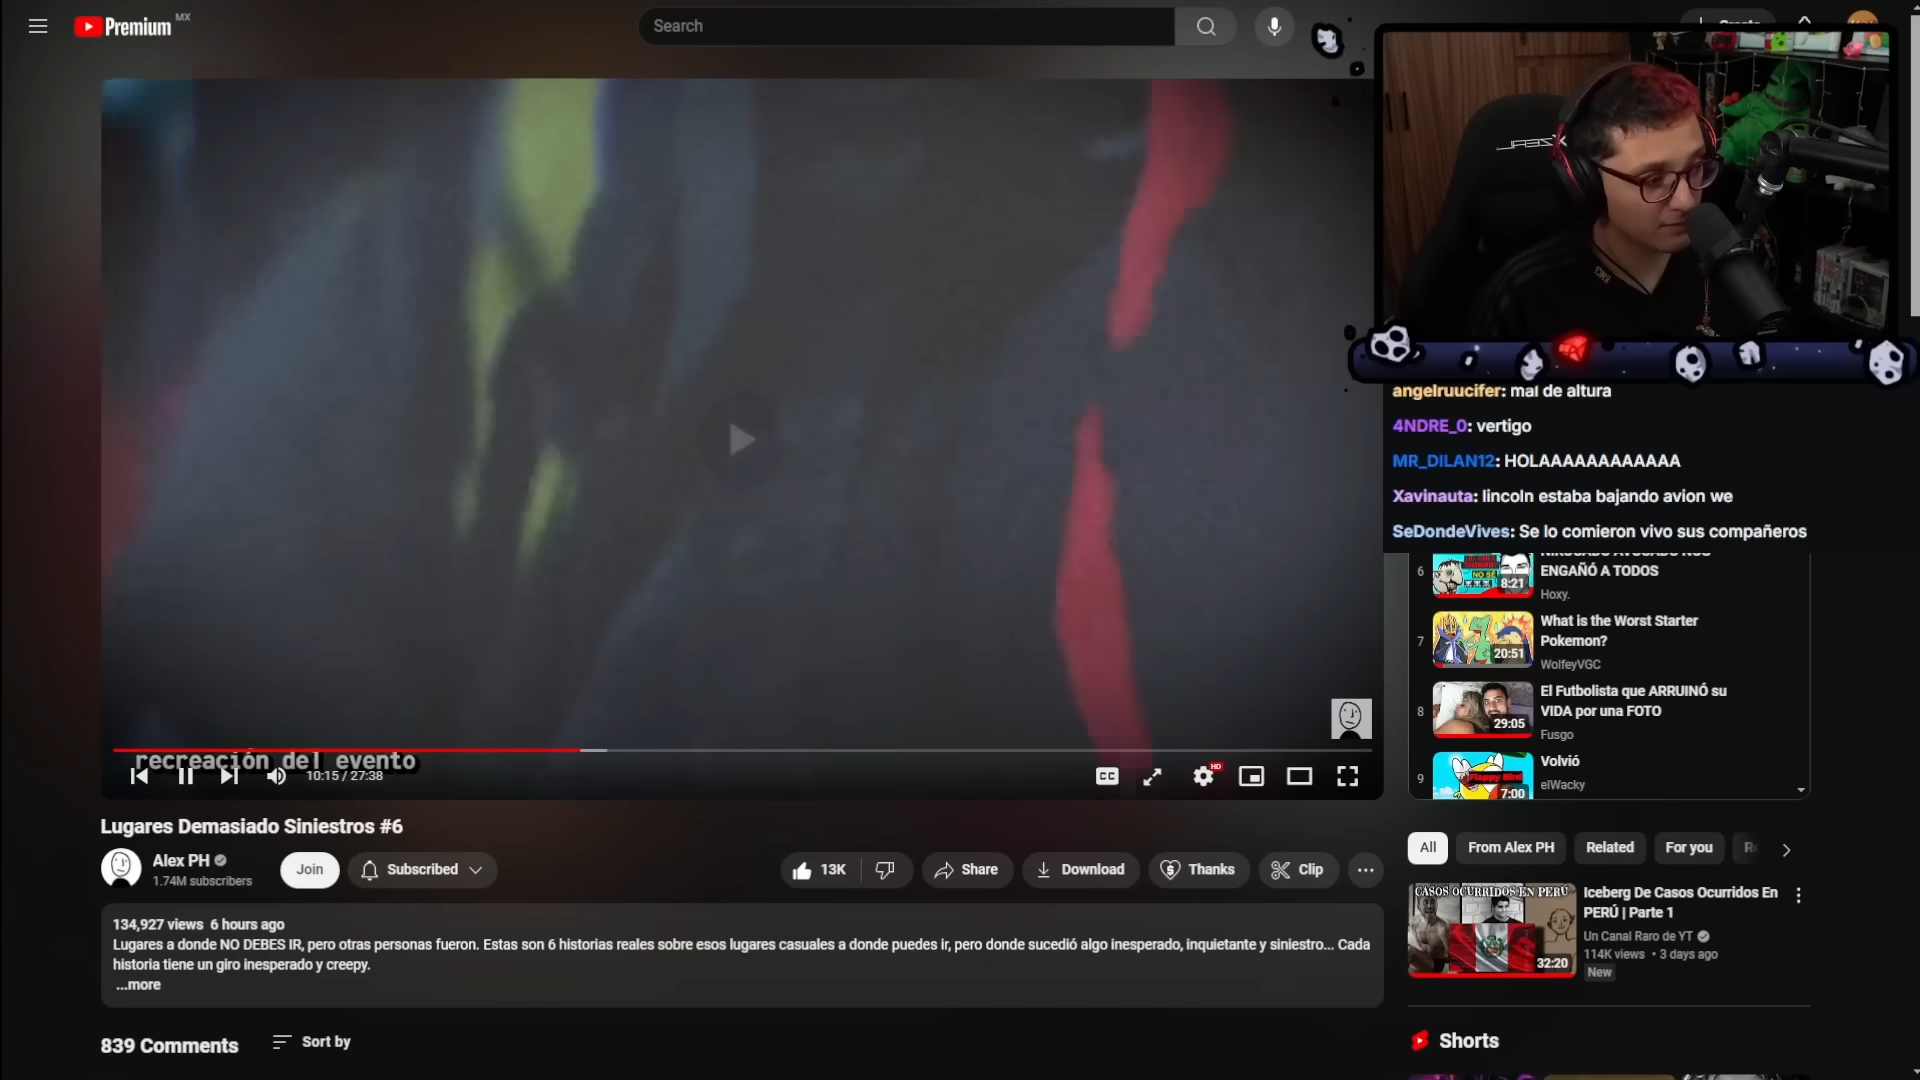 Premium MX
Search
Create
angelruucifer: mal de altura
4NDRE_0: vertigo
MR_DILAN12: HOLAAAAAAAAAAAA
Xavinauta: lincoln estaba bajando avion we
SeDondeVives: Se lo comieron vivo sus compañeros
recreación del evento
10:15 / 27:38
CC
HD
6
ENGAÑÓ A TODOS
8:21
Hoxy.
7
What is the Worst Starter
Pokemon?
20:51
WolfeyVGC
8
El Futbolista que ARRUINÓ su
VIDA por una FOTO
29:05
Fusgo
9
Volvió
Flappy Bird
7:00
elWacky
Lugares Demasiado Siniestros #6
Alex PH
1.74M subscribers
Join
Subscribed
13K
Share
Download
Thanks
Clip
134,927 views 6 hours ago
Lugares a donde NO DEBES IR, pero otras personas fueron. Estas son 6 historias reales sobre esos lugares casuales a donde puedes ir, pero donde sucedió algo inesperado, inquietante y siniestro... Cada
historia tiene un giro inesperado y creepy.
...more
839 Comments
Sort by
All
From Alex PH
Related
For you
CASOS OCURRIDOS EN PERÚ
32:20
Iceberg De Casos Ocurridos En
PERÚ | Parte 1
Un Canal Raro de YT
114K views • 3 days ago
New
Shorts